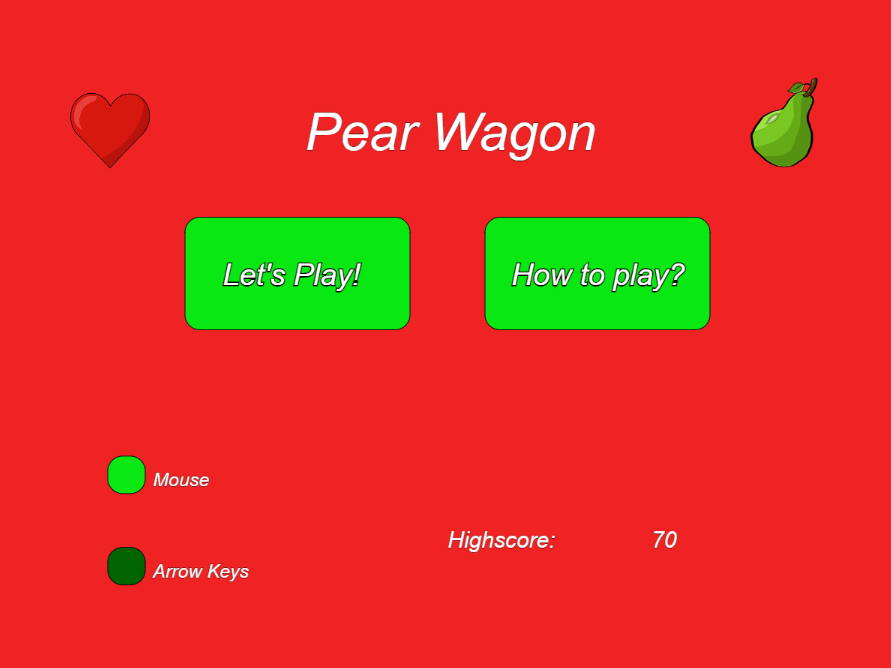 Pear Wagon
Let's Play!
How to play?
Mouse
Highscore: 70
Arrow Keys